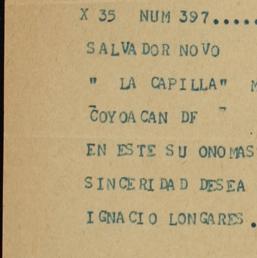 X 35 NUM 397.....
SALVADOR NOVO
" LA CAPILLA" M
COYOACAN DF
EN ESTE SU ONOMAS
SINCERIDAD DESEA
IGNACIO LONGARES.